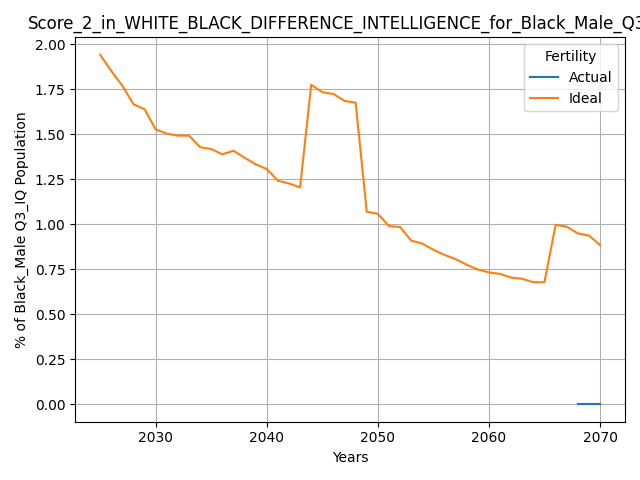 Score_2_in_WHITE_BLACK_DIFFERENCE_INTELLIGENCE_for_Black_Male_Q3
Fertility
Actual
Ideal
2.00
1.75
1.50
1.25
1.00
0.75
0.50
0.25
0.00
% of Black_Male Q3_IQ Population
2030 2040 2050 2060 2070
Years